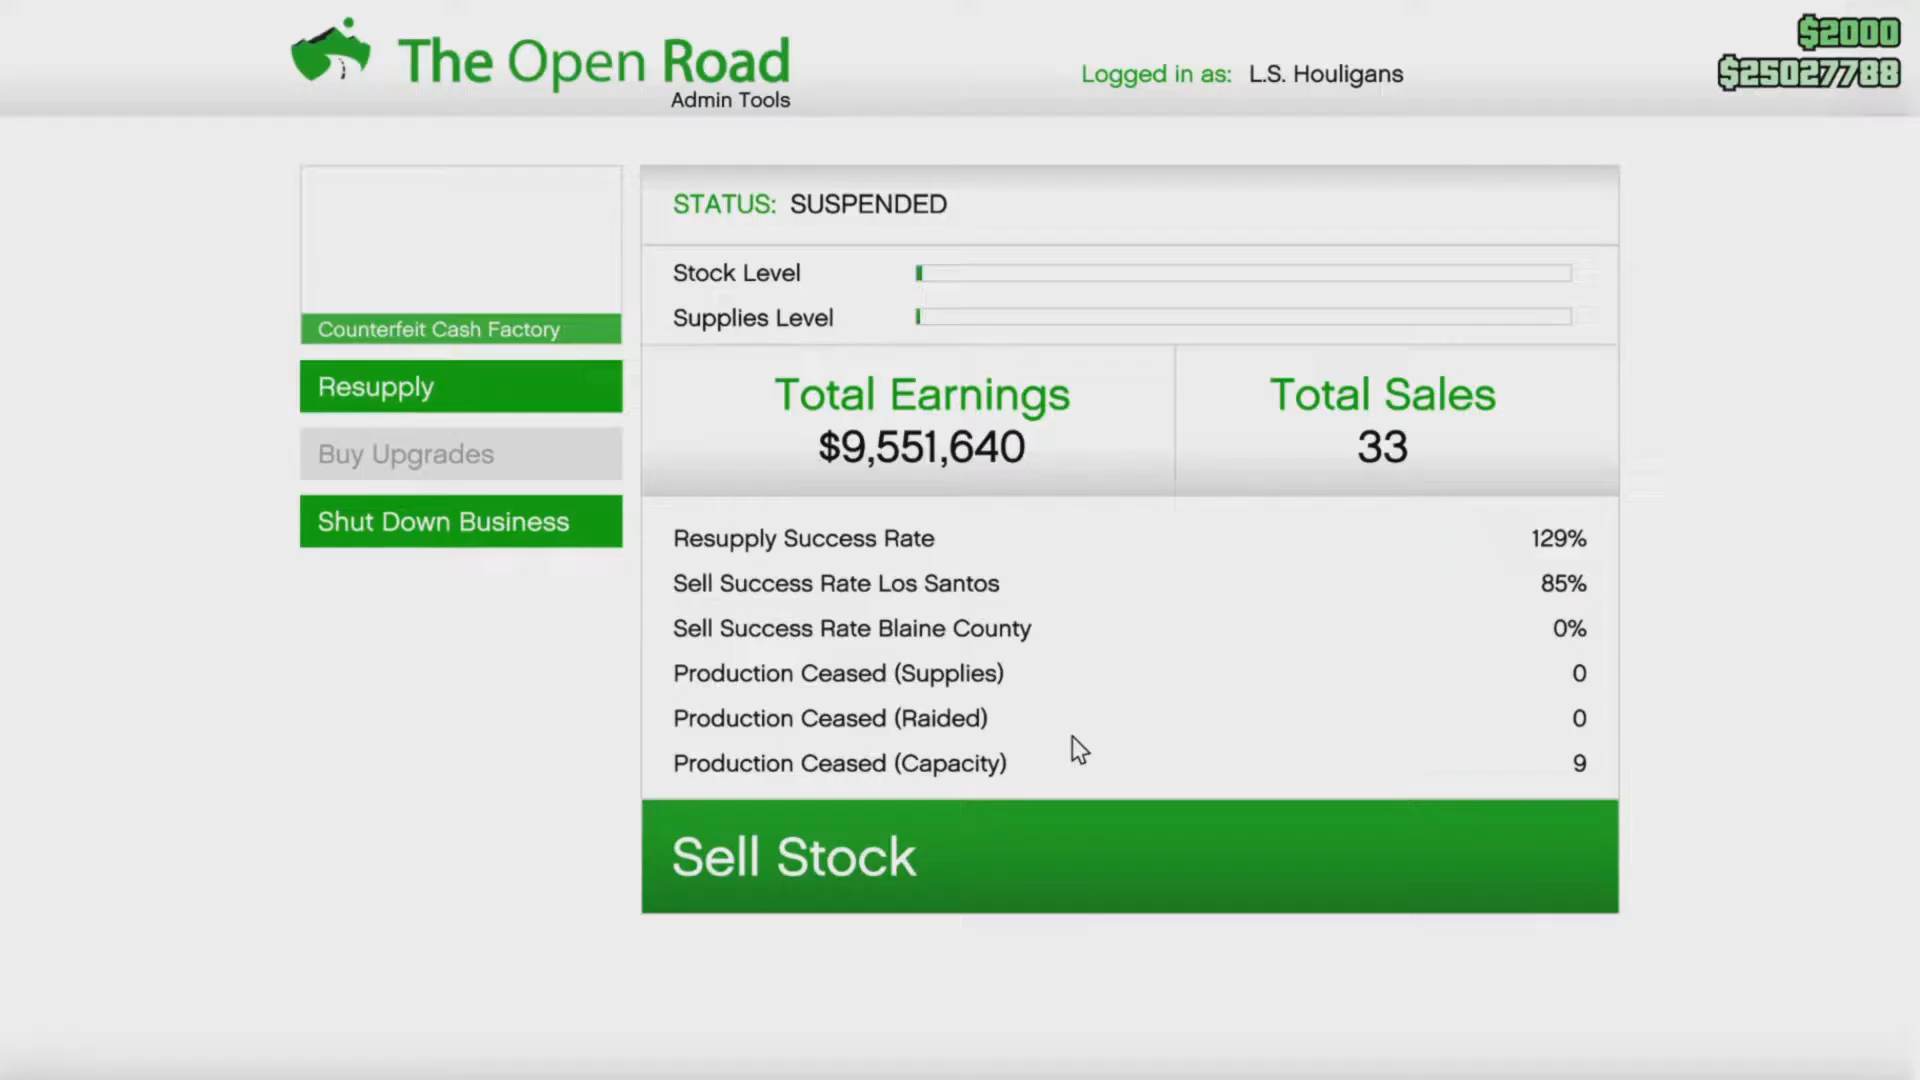 The Open Road
Admin Tools
Logged in as: L.S. Houligans
$2000
$25027788
Counterfeit Cash Factory
Resupply
Buy Upgrades
Shut Down Business
STATUS: SUSPENDED
Stock Level
Supplies Level
Total Earnings
$9,551,640
Total Sales
33
Resupply Success Rate 129%
Sell Success Rate Los Santos 85%
Sell Success Rate Blaine County 0%
Production Ceased (Supplies) 0
Production Ceased (Raided) 0
Production Ceased (Capacity) 9
Sell Stock